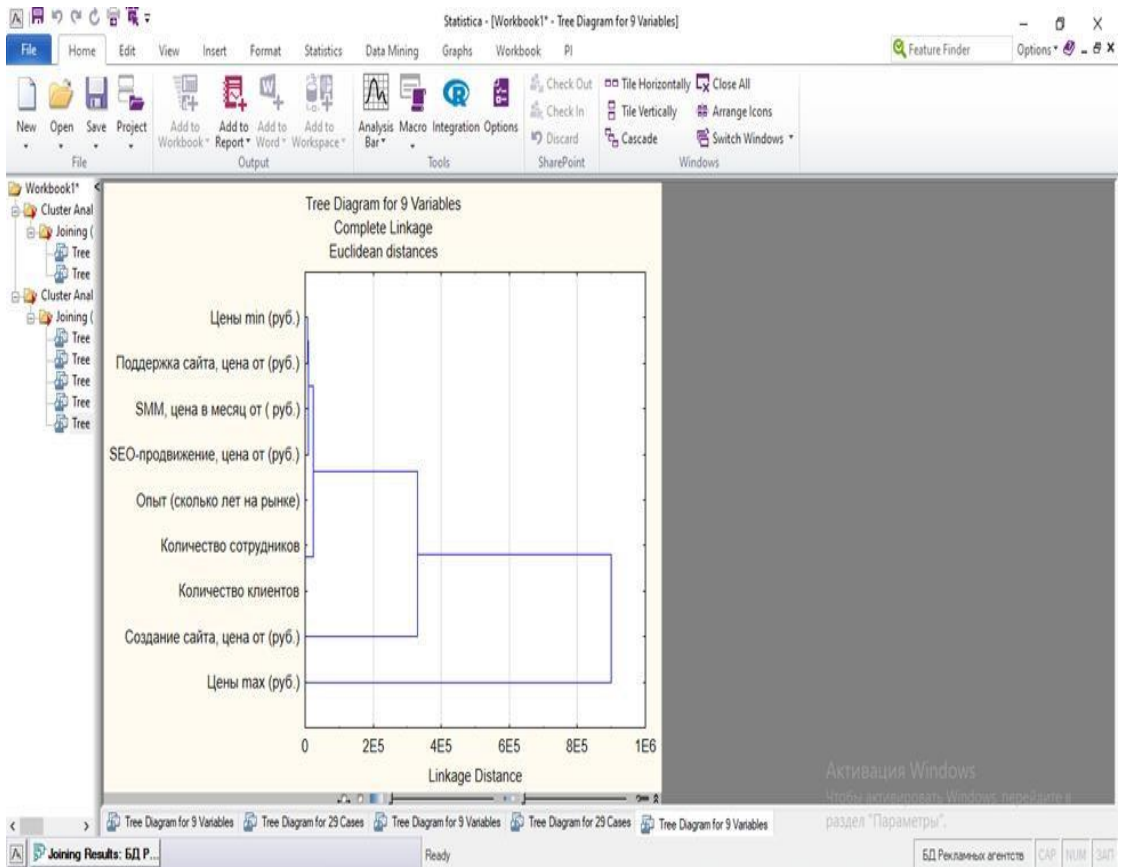 Statistica - [Workbook1* - Tree Diagram for 9 Variables]
File Home Edit View Insert Format Statistics Data Mining Graphs Workbook PI
Feature Finder Options
New Open Save Project
Add to Workbook Add to Report Add to Word Add to Workspace
Analysis Bar Macro Integration Options
Check Out
Check In
Discard
Tile Horizontally
Tile Vertically
Cascade
Close All
Arrange Icons
Switch Windows
File Output Tools SharePoint Windows
Workbook1*
Cluster Anal
Joining (
Tree
Tree
Cluster Anal
Joining (
Tree
Tree
Tree
Tree
Tree
Tree Diagram for 9 Variables
Complete Linkage
Euclidean distances
Цены min (руб.)
Поддержка сайта, цена от (руб.)
SMM, цена в месяц от ( руб.)
SEO-продвижение, цена от (руб.)
Опыт (сколько лет на рынке)
Количество сотрудников
Количество клиентов
Создание сайта, цена от (руб.)
Цены max (руб.)
0 2E5 4E5 6E5 8E5 1E6
Linkage Distance
Активация Windows
Чтобы активировать Windows, перейдите в
раздел "Параметры".
Tree Diagram for 9 Variables Tree Diagram for 29 Cases Tree Diagram for 9 Variables Tree Diagram for 29 Cases Tree Diagram for 9 Variables
Joining Results: БД Р...
Ready
БД Рекламных агентств CAP NUM ЗАП